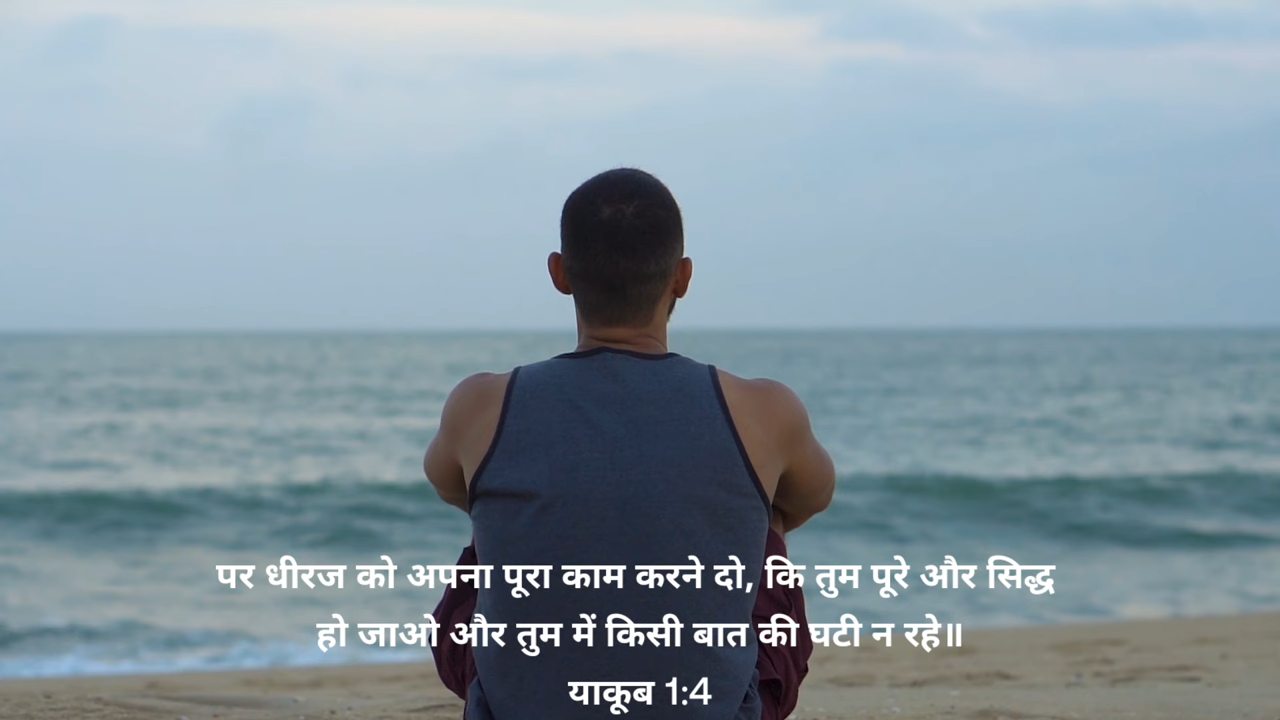 पर धीरज को अपना पूरा काम करने दो, कि तुम पूरे और सिद्ध
हो जाओ और तुम में किसी बात की घटी न रहे॥
याकूब 1:4